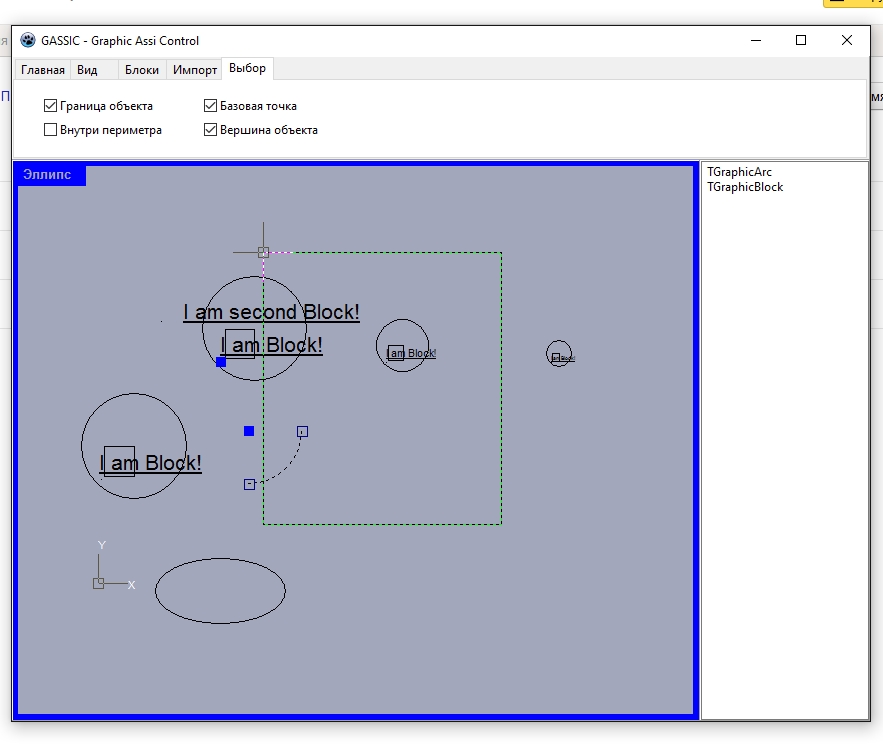 GASSIC - Graphic Assi Control
Главная Вид Блоки Импорт Выбор
Граница объекта Базовая точка
Внутри периметра Вершина объекта
Эллипс
TGraphicArc
TGraphicBlock
I am second Block!
I am Block!
I am Block!
I am Block!
I am Block!
Y
X